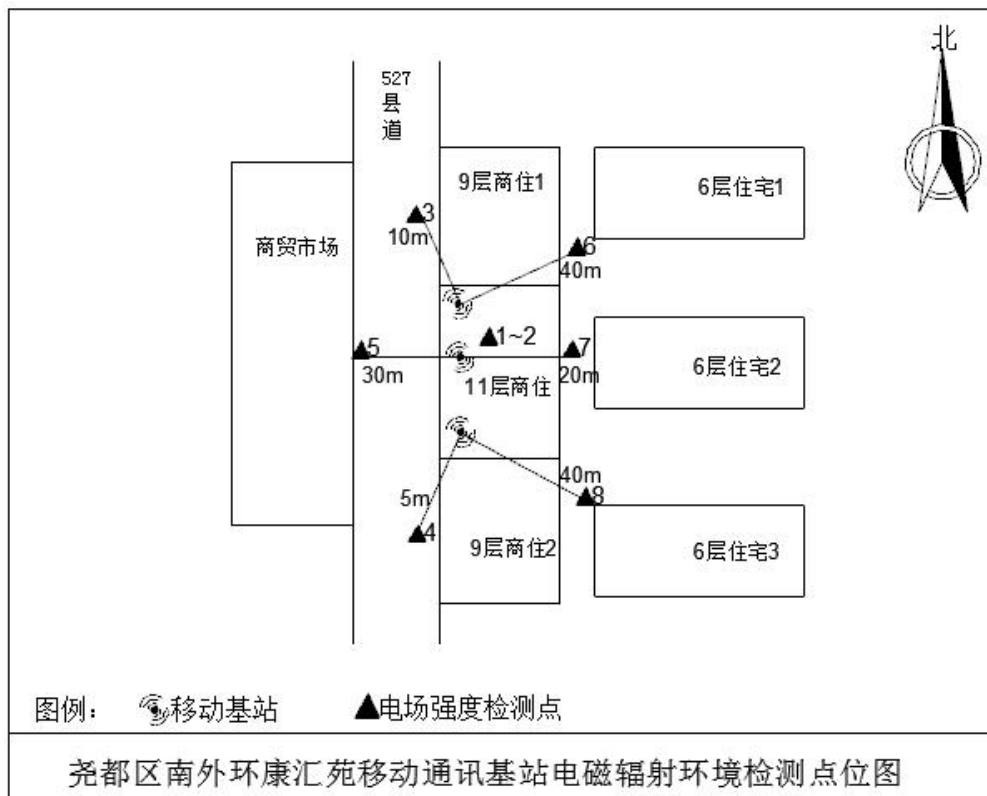 北
527
县
道
9层商住1
6层住宅1
3
10m
商贸市场
6
40m
1~2
5
7
30m
20m
11层商住
6层住宅2
40m
5m
8
4
9层商住2
6层住宅3
图例:
移动基站
电场强度检测点
尧都区南外环康汇苑移动通讯基站电磁辐射环境检测点位图